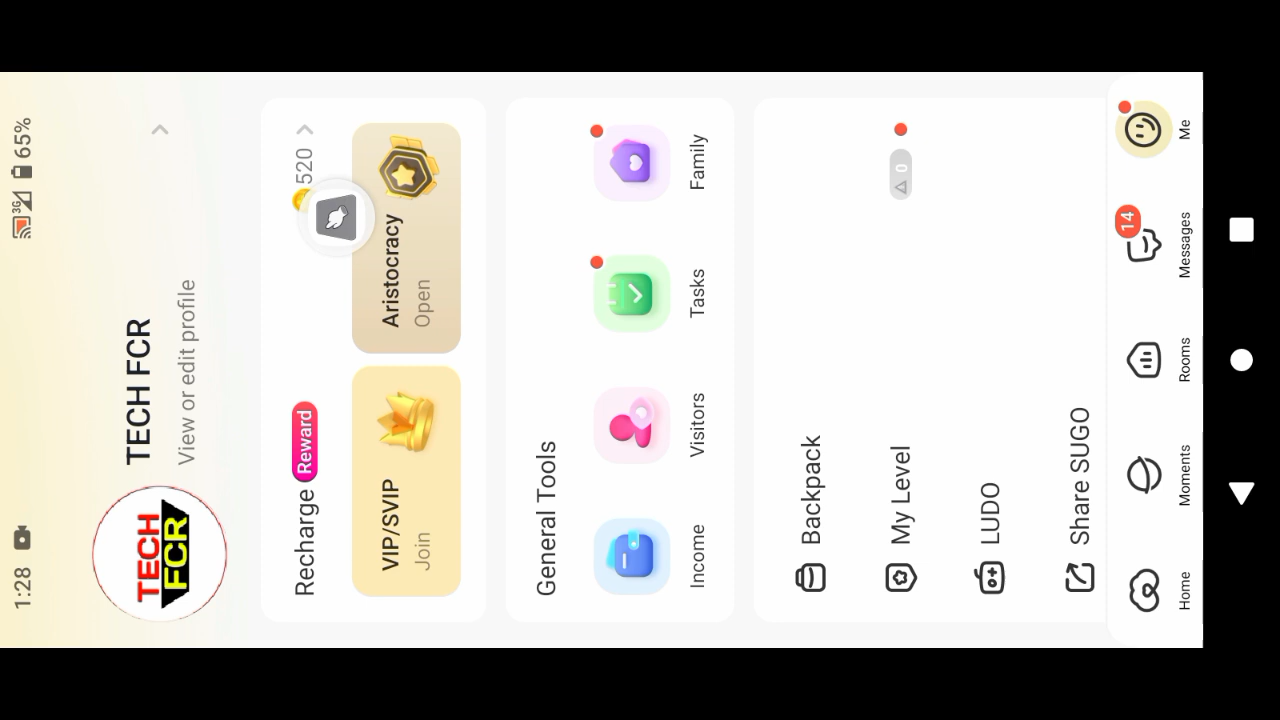 1:28
3G
65%
TECH
FCR
TECH FCR
View or edit profile
Recharge
Reward
520
VIP/SVIP
Join
Aristocracy
Open
General Tools
Income
Visitors
Tasks
Family
Backpack
My Level
0
LUDO
Share SUGO
Home
Moments
Rooms
14
Messages
Me